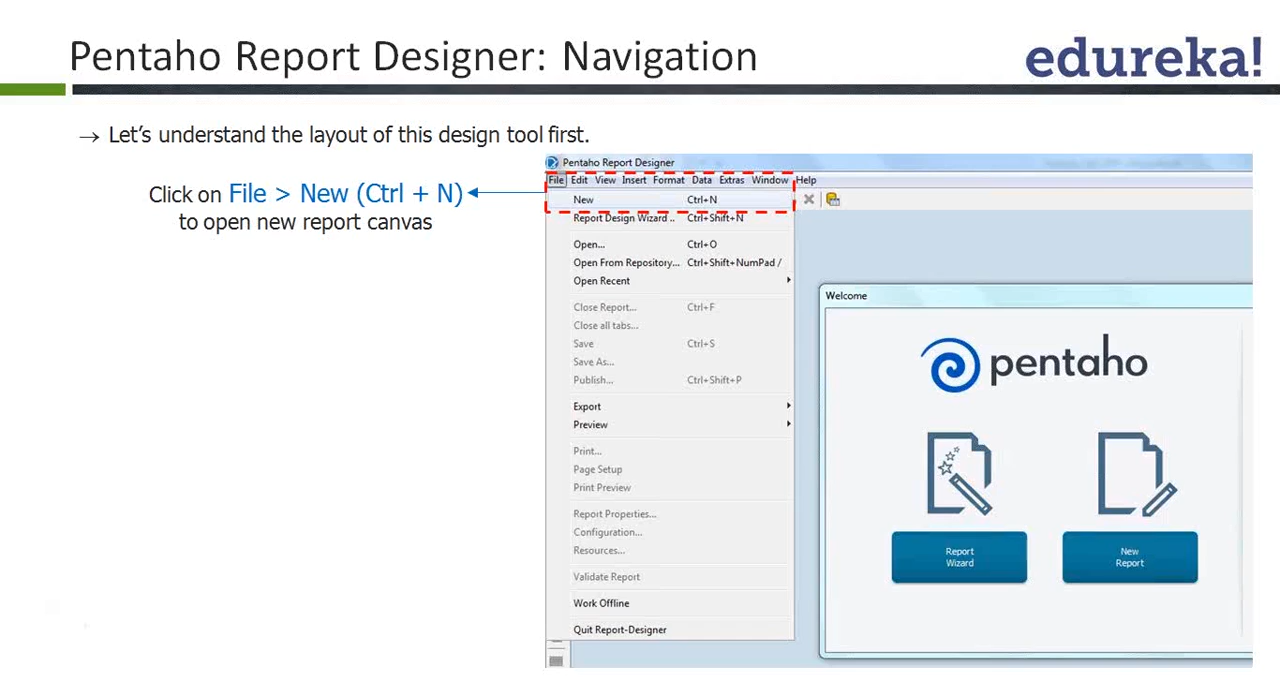 Pentaho Report Designer: Navigation
edureka!
→ Let's understand the layout of this design tool first.
Click on File > New (Ctrl + N)
to open new report canvas
Pentaho Report Designer
File Edit View Insert Format Data Extras Window Help
New Ctrl+N
Report Design Wizard... Ctrl+Shift+N
Open... Ctrl+O
Open From Repository... Ctrl+Shift+NumPad /
Open Recent
Close Report... Ctrl+F
Close all tabs...
Save Ctrl+S
Save As...
Publish... Ctrl+Shift+P
Export
Preview
Print...
Page Setup
Print Preview
Report Properties...
Configuration...
Resources...
Validate Report
Work Offline
Quit Report-Designer
Welcome
pentaho
Report
Wizard
New
Report